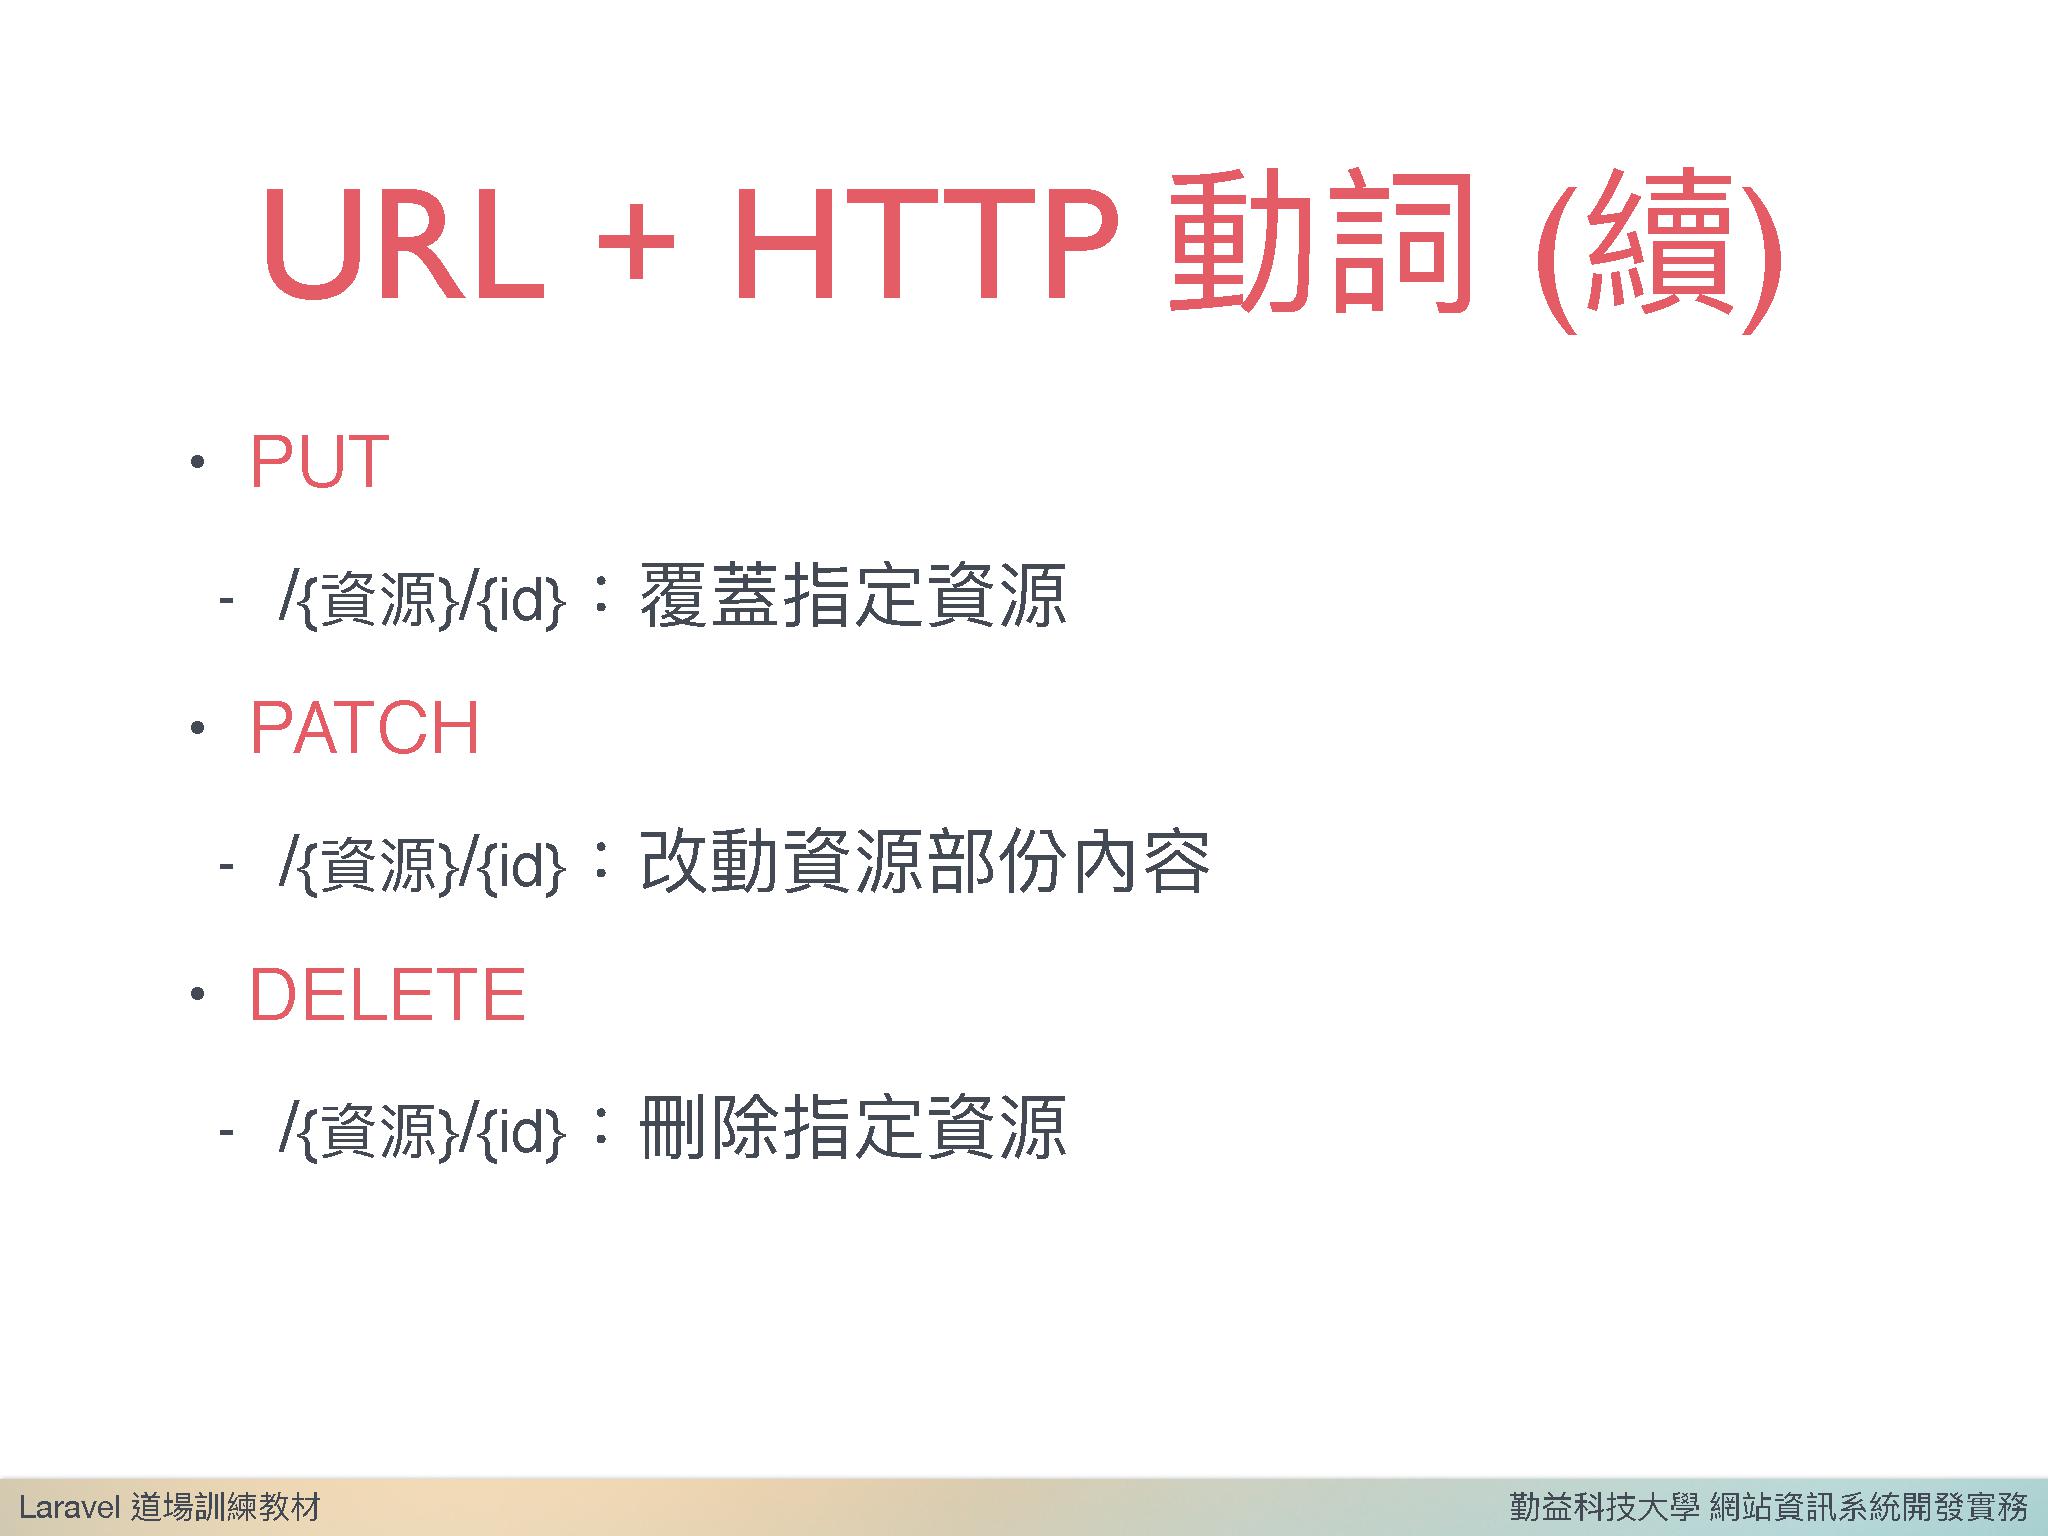 URL + HTTP 動詞 (續)
• PUT
- /{資源}/{id}：覆蓋指定資源
• PATCH
- /{資源}/{id}：改動資源部份內容
• DELETE
- /{資源}/{id}：刪除指定資源
Laravel 道場訓練教材
勤益科技大學 網站資訊系統開發實務